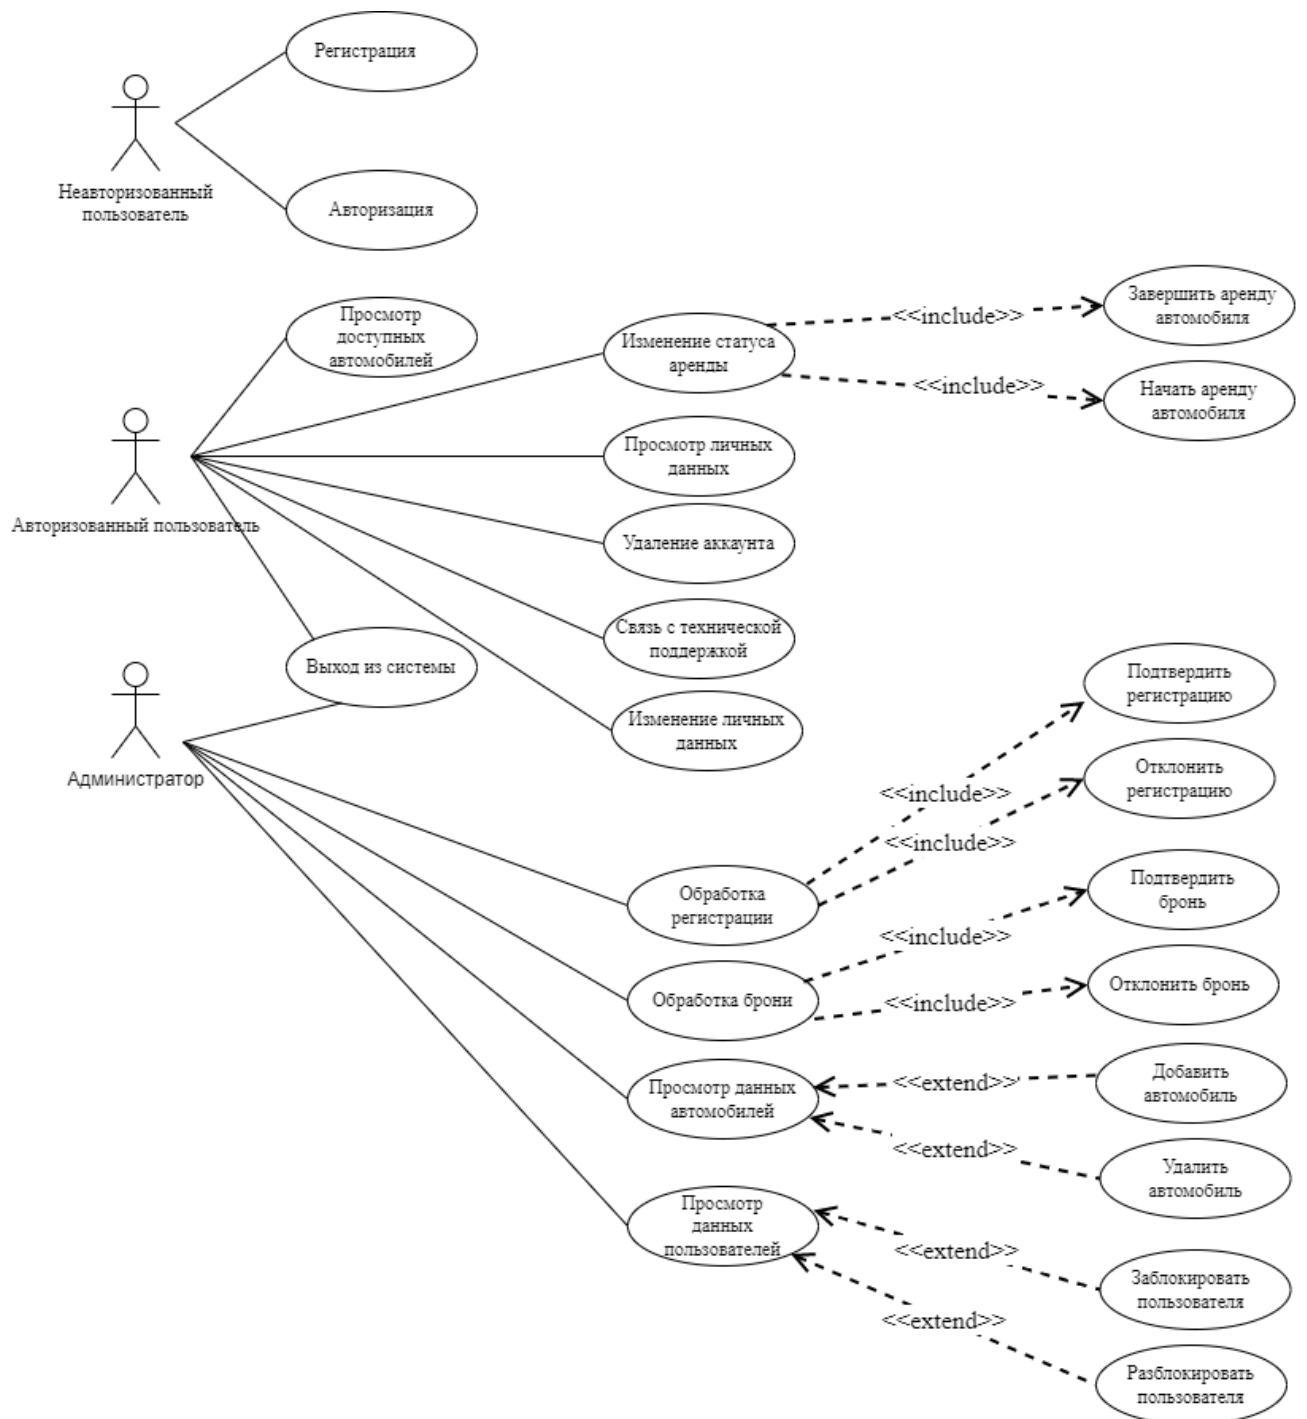 Регистрация
Неавторизованный
пользователь
Авторизация
Просмотр
доступных
автомобилей
Изменение статуса
аренды
<<include>>
Завершить аренду
автомобиля
<<include>>
Начать аренду
автомобиля
Просмотр личных
данных
Авторизованный пользователь
Удаление аккаунта
Связь с технической
поддержкой
Выход из системы
Изменение личных
данных
Администратор
Подтвердить
регистрацию
<<include>>
Отклонить
регистрацию
<<include>>
Обработка
регистрации
Подтвердить
бронь
<<include>>
Обработка брони
Отклонить бронь
<<include>>
Просмотр данных
автомобилей
<<extend>>
Добавить
автомобиль
<<extend>>
Удалить
автомобиль
Просмотр
данных
пользователей
<<extend>>
Заблокировать
пользователя
<<extend>>
Разблокировать
пользователя